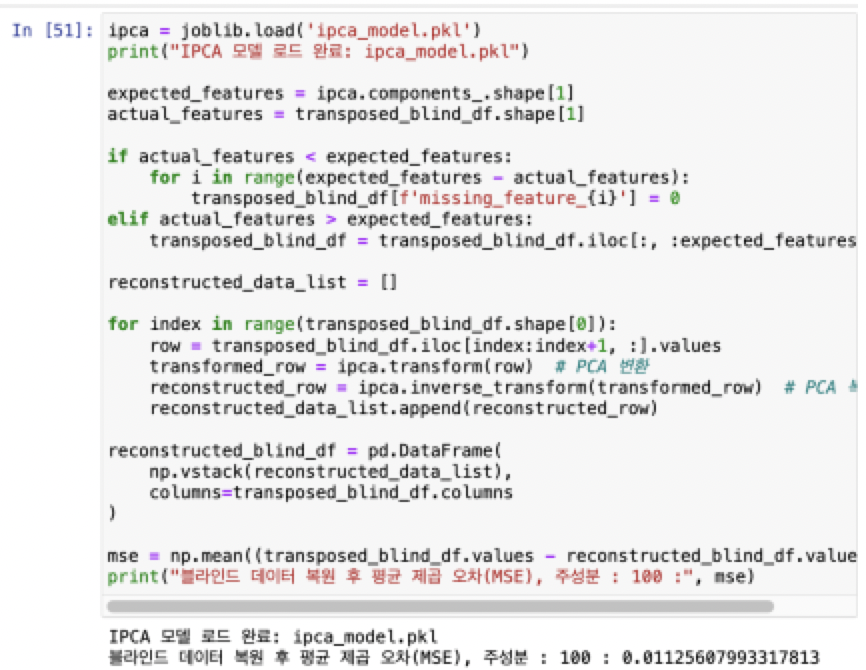 In [51]: ipca = joblib.load('ipca_model.pkl')
print("IPCA 모델 로드 완료: ipca_model.pkl")
expected_features = ipca.components_.shape[1]
actual_features = transposed_blind_df.shape[1]
if actual_features < expected_features:
for i in range(expected_features - actual_features):
transposed_blind_df[f'missing_feature_{i}'] = 0
elif actual_features > expected_features:
transposed_blind_df = transposed_blind_df.iloc[:, :expected_features
reconstructed_data_list = []
for index in range(transposed_blind_df.shape[0]):
row = transposed_blind_df.iloc[index:index+1, :].values
transformed_row = ipca.transform(row) # PCA 변환
reconstructed_row = ipca.inverse_transform(transformed_row) # PCA
reconstructed_data_list.append(reconstructed_row)
reconstructed_blind_df = pd.DataFrame(
np.vstack(reconstructed_data_list),
columns=transposed_blind_df.columns
)
mse = np.mean((transposed_blind_df.values - reconstructed_blind_df.value
print("블라인드 데이터 복원 후 평균 제곱 오차(MSE), 주성분 : 100 :", mse)
IPCA 모델 로드 완료: ipca_model.pkl
블라인드 데이터 복원 후 평균 제곱 오차(MSE), 주성분 : 100 : 0.011256079933178​13